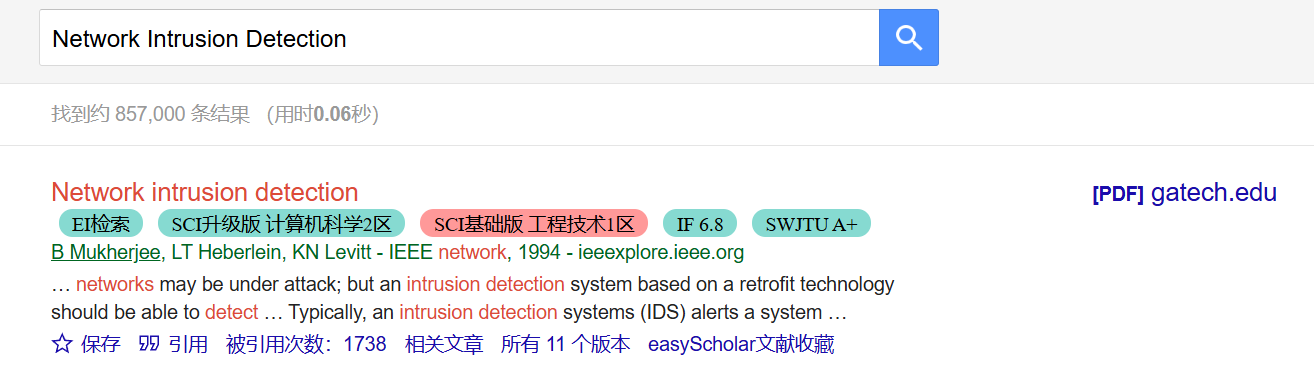 Network Intrusion Detection
找到约 857,000 条结果 (用时0.06秒)
Network intrusion detection
[PDF] gatech.edu
EI检索 SCI升级版 计算机科学2区 SCI基础版 工程技术1区 IF 6.8 SWJTU A+
B Mukherjee, LT Heberlein, KN Levitt - IEEE network, 1994 - ieeexplore.ieee.org
… networks may be under attack; but an intrusion detection system based on a retrofit technology
should be able to detect … Typically, an intrusion detection systems (IDS) alerts a system …
保存 引用 被引用次数：1738 相关文章 所有 11 个版本 easyScholar文献收藏